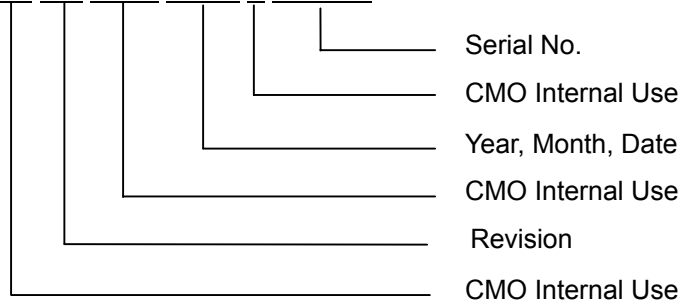 Serial No.
CMO Internal Use
Year, Month, Date
CMO Internal Use
Revision
CMO Internal Use